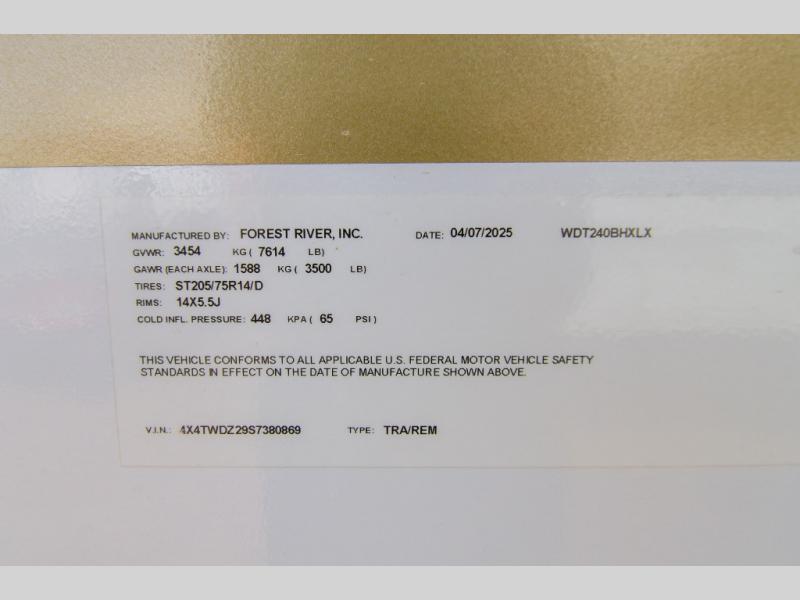 MANUFACTURED BY: FOREST RIVER, INC. DATE: 04/07/2025 WDT240BHXLX
GVWR: 3454 KG ( 7614 LB)
GAWR (EACH AXLE): 1588 KG ( 3500 LB)
TIRES: ST205/75R14/D
RIMS: 14X5.5J
COLD INFL. PRESSURE: 448 KPA ( 65 PSI )
THIS VEHICLE CONFORMS TO ALL APPLICABLE U.S. FEDERAL MOTOR VEHICLE SAFETY
STANDARDS IN EFFECT ON THE DATE OF MANUFACTURE SHOWN ABOVE.
V.I.N.: 4X4TWDZ29S7380869 TYPE: TRA/REM